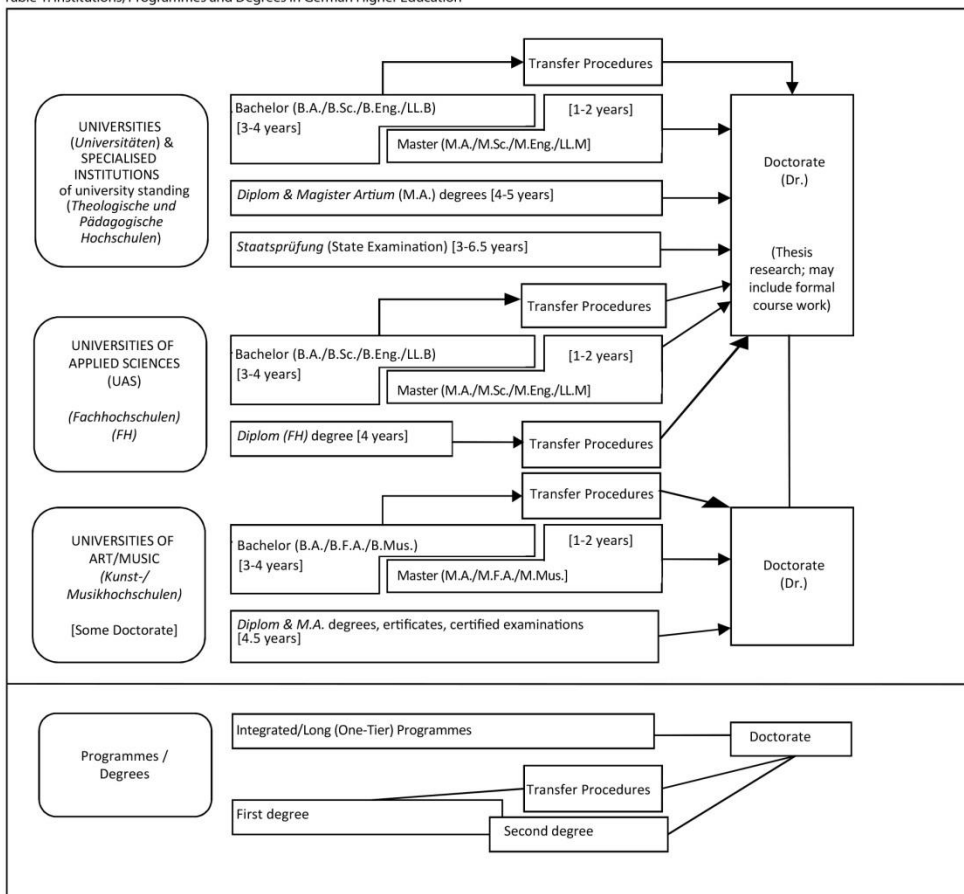 Table 1: Institutions, Programmes and Degrees in German Higher Education
UNIVERSITIES
(Universitäten) &
SPECIALISED
INSTITUTIONS
of university standing
(Theologische und
Pädagogische
Hochschulen)
Transfer Procedures
Bachelor (B.A./B.Sc./B.Eng./LL.B)
[3-4 years]
[1-2 years]
Master (M.A./M.Sc./M.Eng./LL.M]
Diplom & Magister Artium (M.A.) degrees [4-5 years]
Staatsprüfung (State Examination) [3-6.5 years]
Doctorate
(Dr.)
(Thesis
research; may
include formal
course work)
UNIVERSITIES OF
APPLIED SCIENCES
(UAS)
(Fachhochschulen)
(FH)
Transfer Procedures
Bachelor (B.A./B.Sc./B.Eng./LL.B)
[3-4 years]
[1-2 years]
Master (M.A./M.Sc./M.Eng./LL.M]
Diplom (FH) degree [4 years]
Transfer Procedures
UNIVERSITIES OF
ART/MUSIC
(Kunst-/
Musikhochschulen)
[Some Doctorate]
Transfer Procedures
Bachelor (B.A./B.F.A./B.Mus.)
[3-4 years]
[1-2 years]
Master (M.A./M.F.A./M.Mus.]
Diplom & M.A. degrees, ertificates, certified examinations
[4.5 years]
Doctorate
(Dr.)
Programmes /
Degrees
Integrated/Long (One-Tier) Programmes
Doctorate
Transfer Procedures
First degree
Second degree